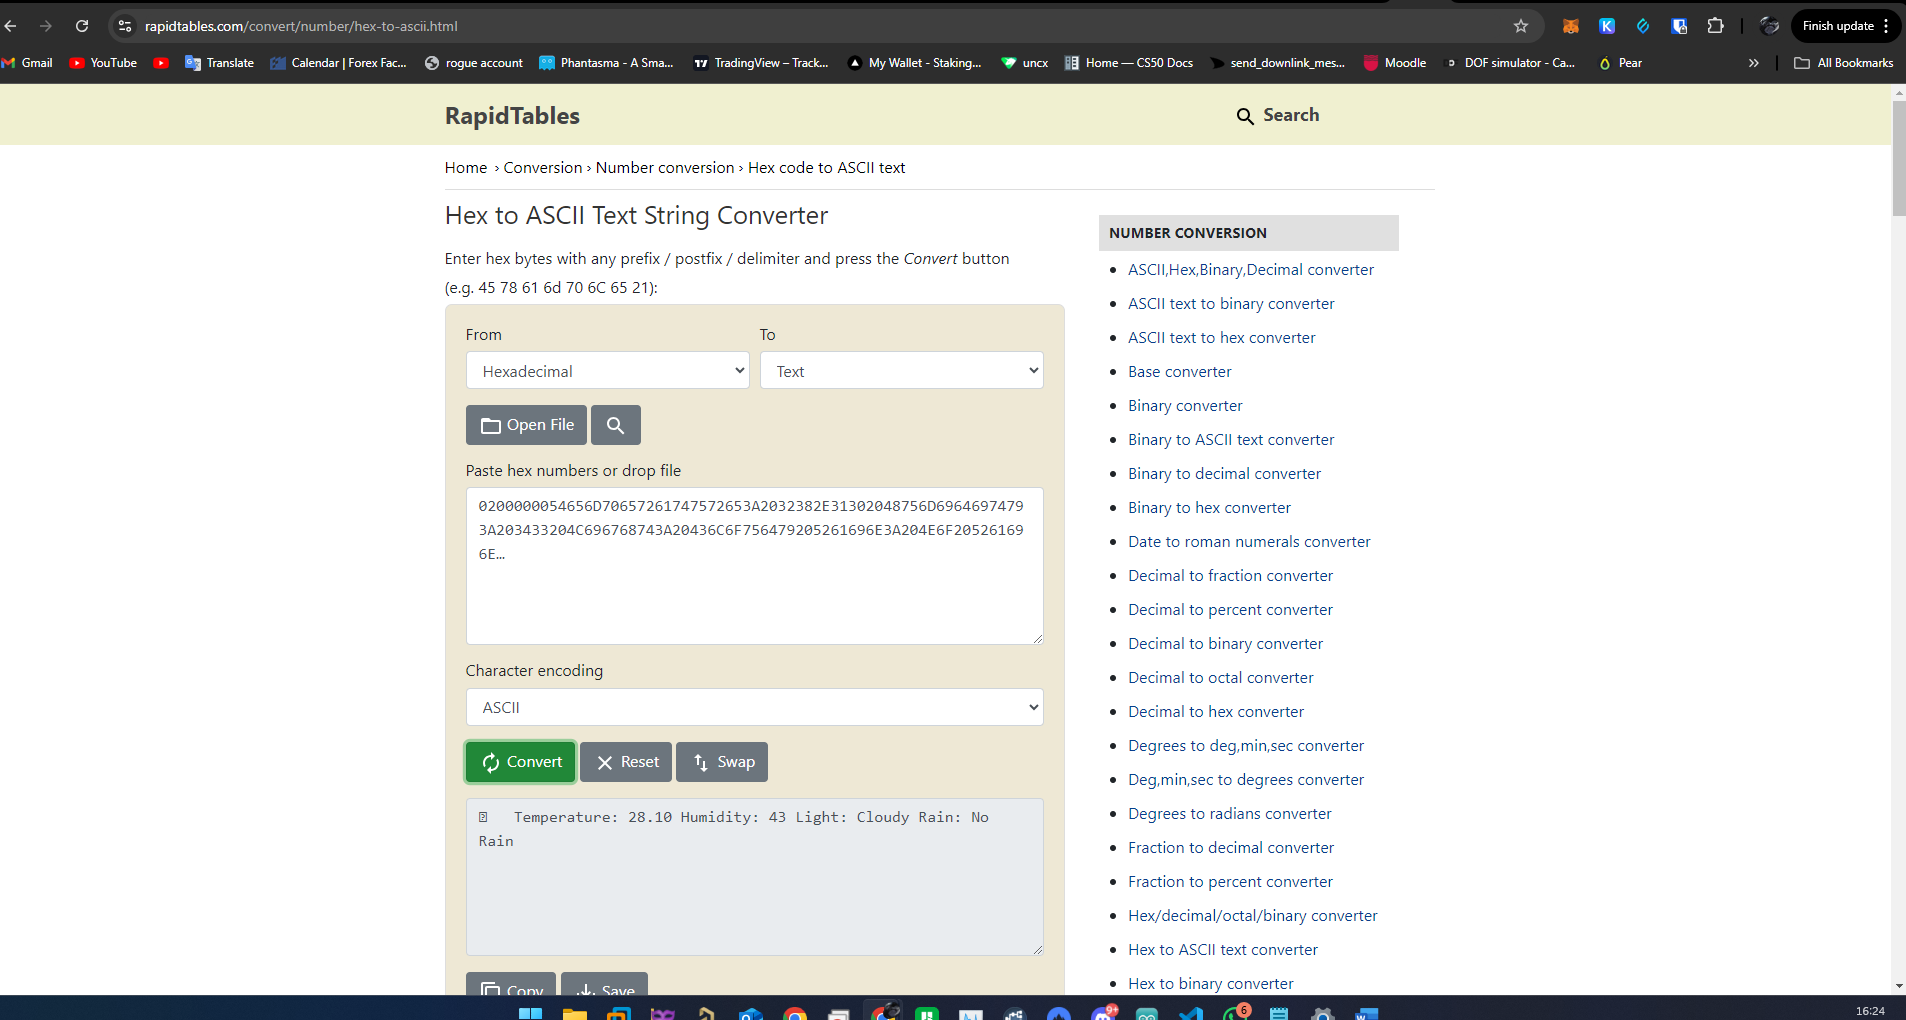 rapidtables.com/convert/number/hex-to-ascii.html
Finish update
Gmail
YouTube
Translate
Calendar | Forex Fac...
rogue account
Phantasma - A Sma...
TradingView – Track...
My Wallet - Staking...
uncx
Home — CS50 Docs
send_downlink_mes...
Moodle
DOF simulator - Ca...
Pear
»
All Bookmarks
RapidTables
Search
Home › Conversion › Number conversion › Hex code to ASCII text
Hex to ASCII Text String Converter
Enter hex bytes with any prefix / postfix / delimiter and press the Convert button
(e.g. 45 78 61 6d 70 6C 65 21):
From
To
Hexadecimal
Text
Open File
Paste hex numbers or drop file
0200000054656D70657261747572653A2032382E31302048756D6964697479
3A203433204C696768743A20436C6F756479205261696E3A204E6F20526169
6E…
Character encoding
ASCII
Convert
Reset
Swap
Temperature: 28.10 Humidity: 43 Light: Cloudy Rain: No
Rain
Copy
Save
NUMBER CONVERSION
ASCII,Hex,Binary,Decimal converter
ASCII text to binary converter
ASCII text to hex converter
Base converter
Binary converter
Binary to ASCII text converter
Binary to decimal converter
Binary to hex converter
Date to roman numerals converter
Decimal to fraction converter
Decimal to percent converter
Decimal to binary converter
Decimal to octal converter
Decimal to hex converter
Degrees to deg,min,sec converter
Deg,min,sec to degrees converter
Degrees to radians converter
Fraction to decimal converter
Fraction to percent converter
Hex/decimal/octal/binary converter
Hex to ASCII text converter
Hex to binary converter
9+
6
16:24